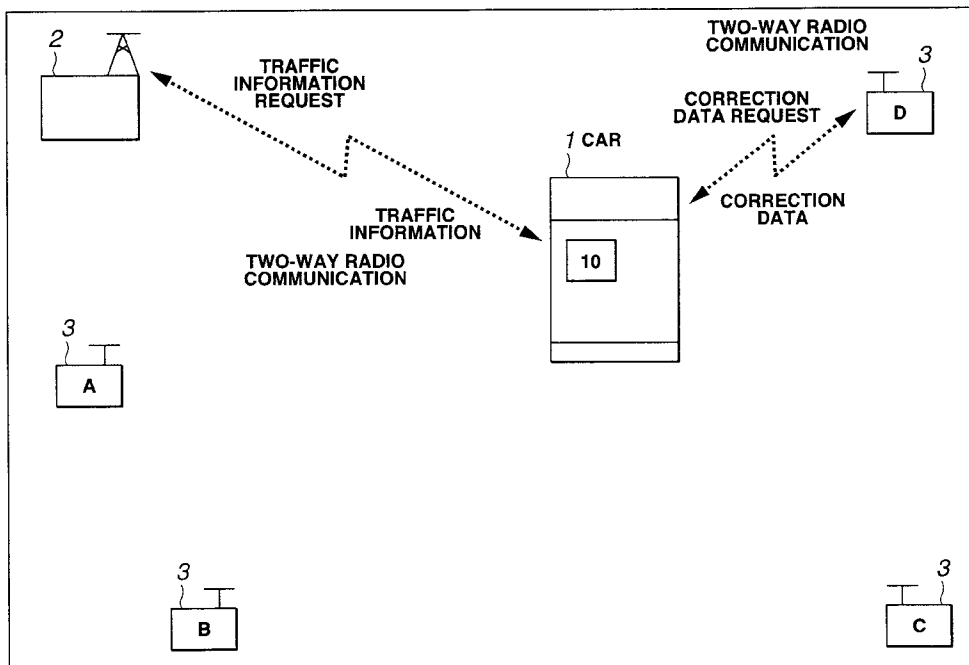 2
TRAFFIC
INFORMATION
REQUEST
TWO-WAY RADIO
COMMUNICATION
3
D
CORRECTION
DATA REQUEST
1 CAR
CORRECTION
DATA
TRAFFIC
INFORMATION
TWO-WAY RADIO
COMMUNICATION
10
3
A
3
B
3
C